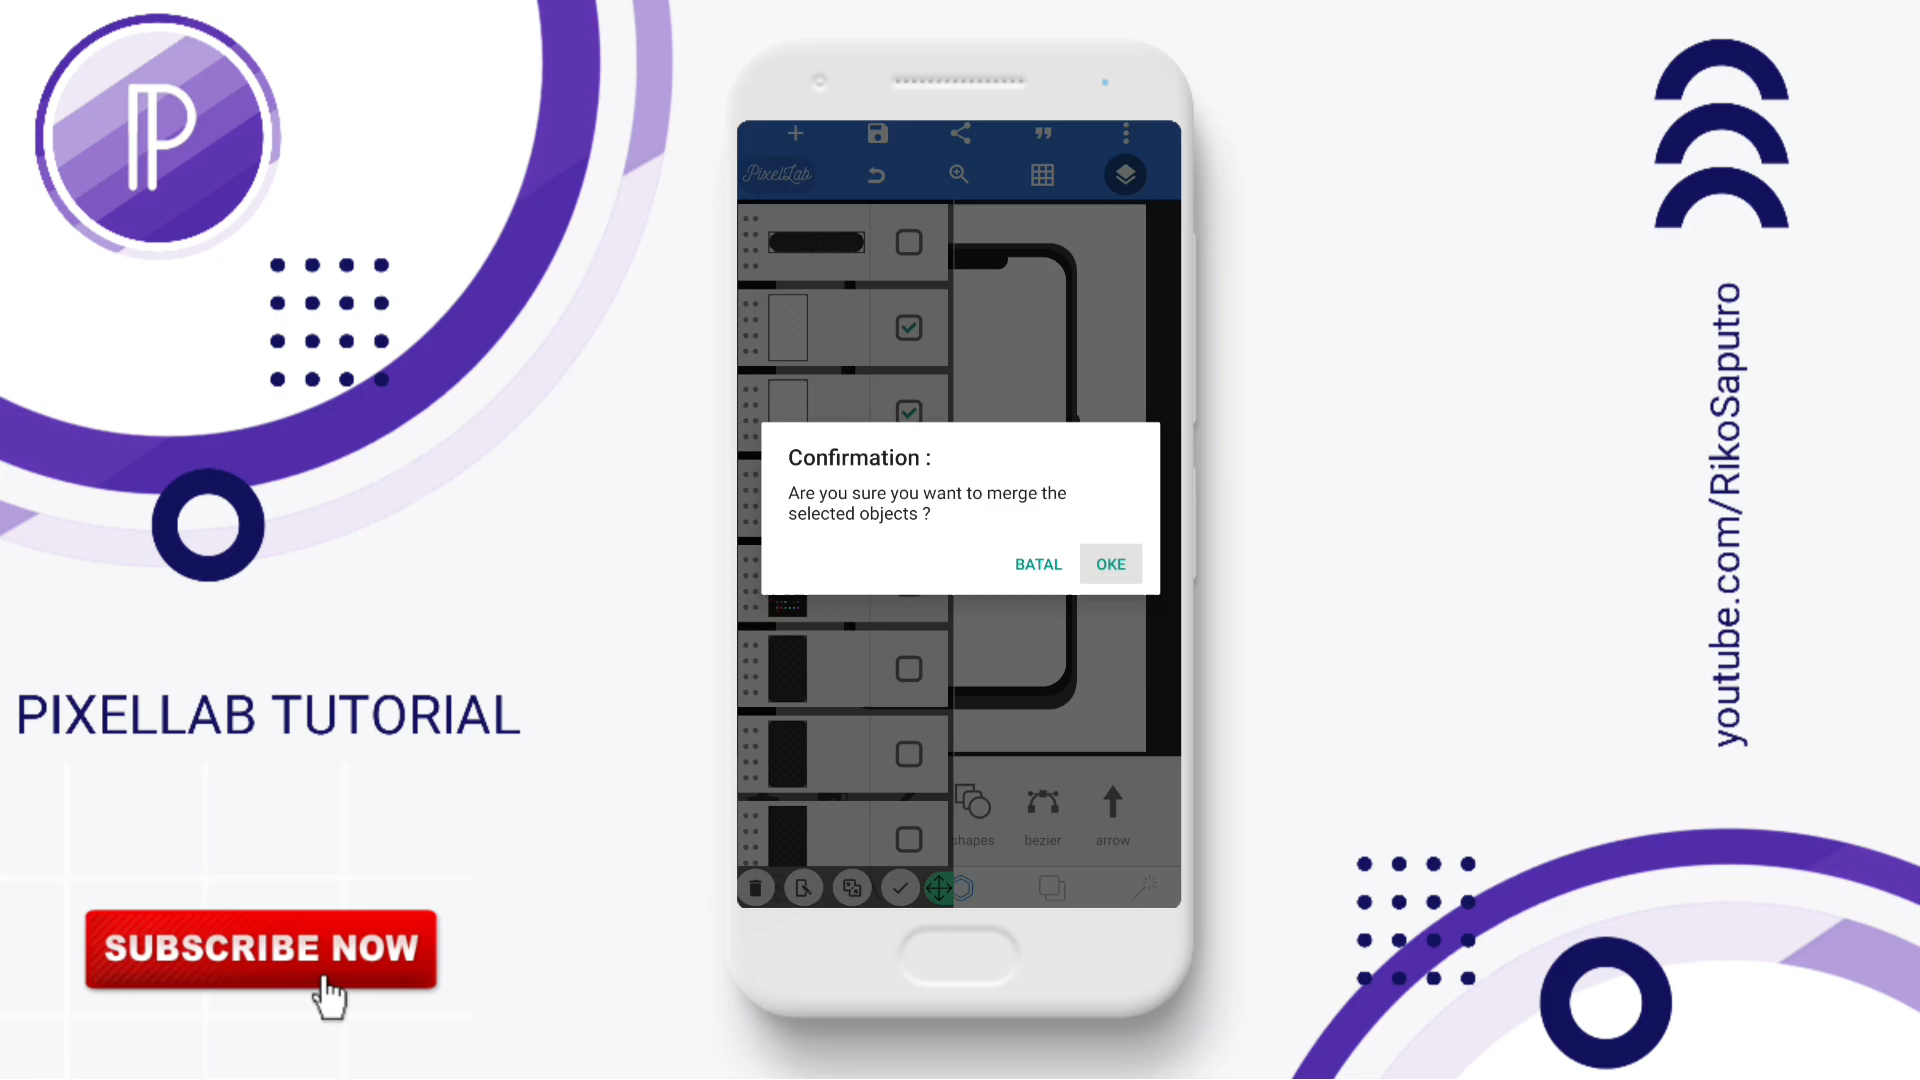 PixelLab
Confirmation :
Are you sure you want to merge the
selected objects ?
BATAL
OKE
shapes
bezier
arrow
PIXELLAB TUTORIAL
SUBSCRIBE NOW
youtube.com/RikoSaputro